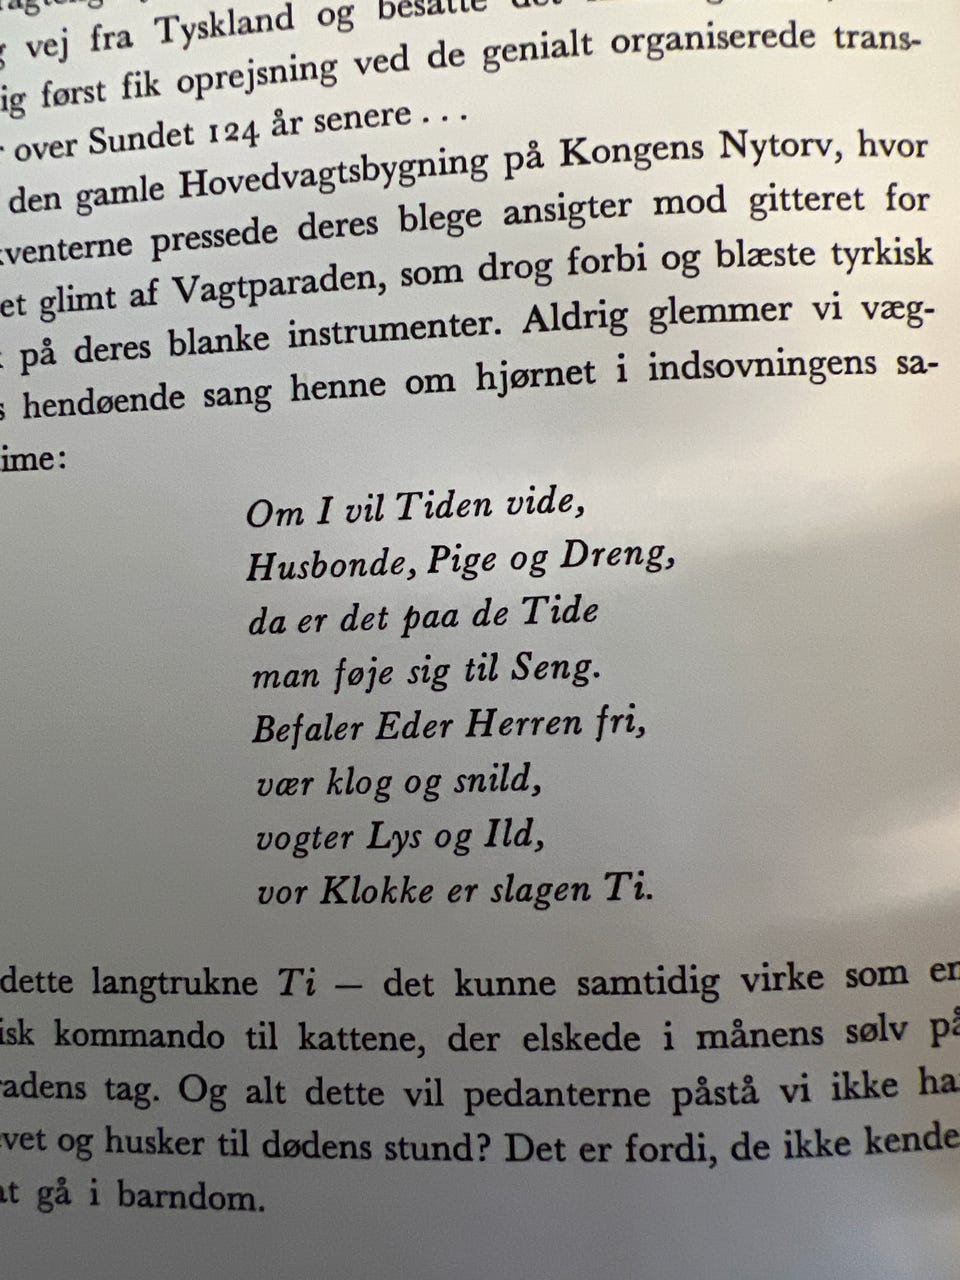 vej fra Tyskland og besatte
ig først fik oprejsning ved de genialt organiserede trans-
over Sundet 124 år senere . . .
den gamle Hovedvagtsbygning på Kongens Nytorv, hvor
venterne pressede deres blege ansigter mod gitteret for
et glimt af Vagtparaden, som drog forbi og blæste tyrkisk
på deres blanke instrumenter. Aldrig glemmer vi væg-
s hendøende sang henne om hjørnet i indsovningens sa-
ime:
Om I vil Tiden vide,
Husbonde, Pige og Dreng,
da er det paa de Tide
man føje sig til Seng.
Befaler Eder Herren fri,
vær klog og snild,
vogter Lys og Ild,
vor Klokke er slagen Ti.
dette langtrukne Ti — det kunne samtidig virke som en
isk kommando til kattene, der elskede i månens sølv på
adens tag. Og alt dette vil pedanterne påstå vi ikke har
vet og husker til dødens stund? Det er fordi, de ikke kende
at gå i barndom.